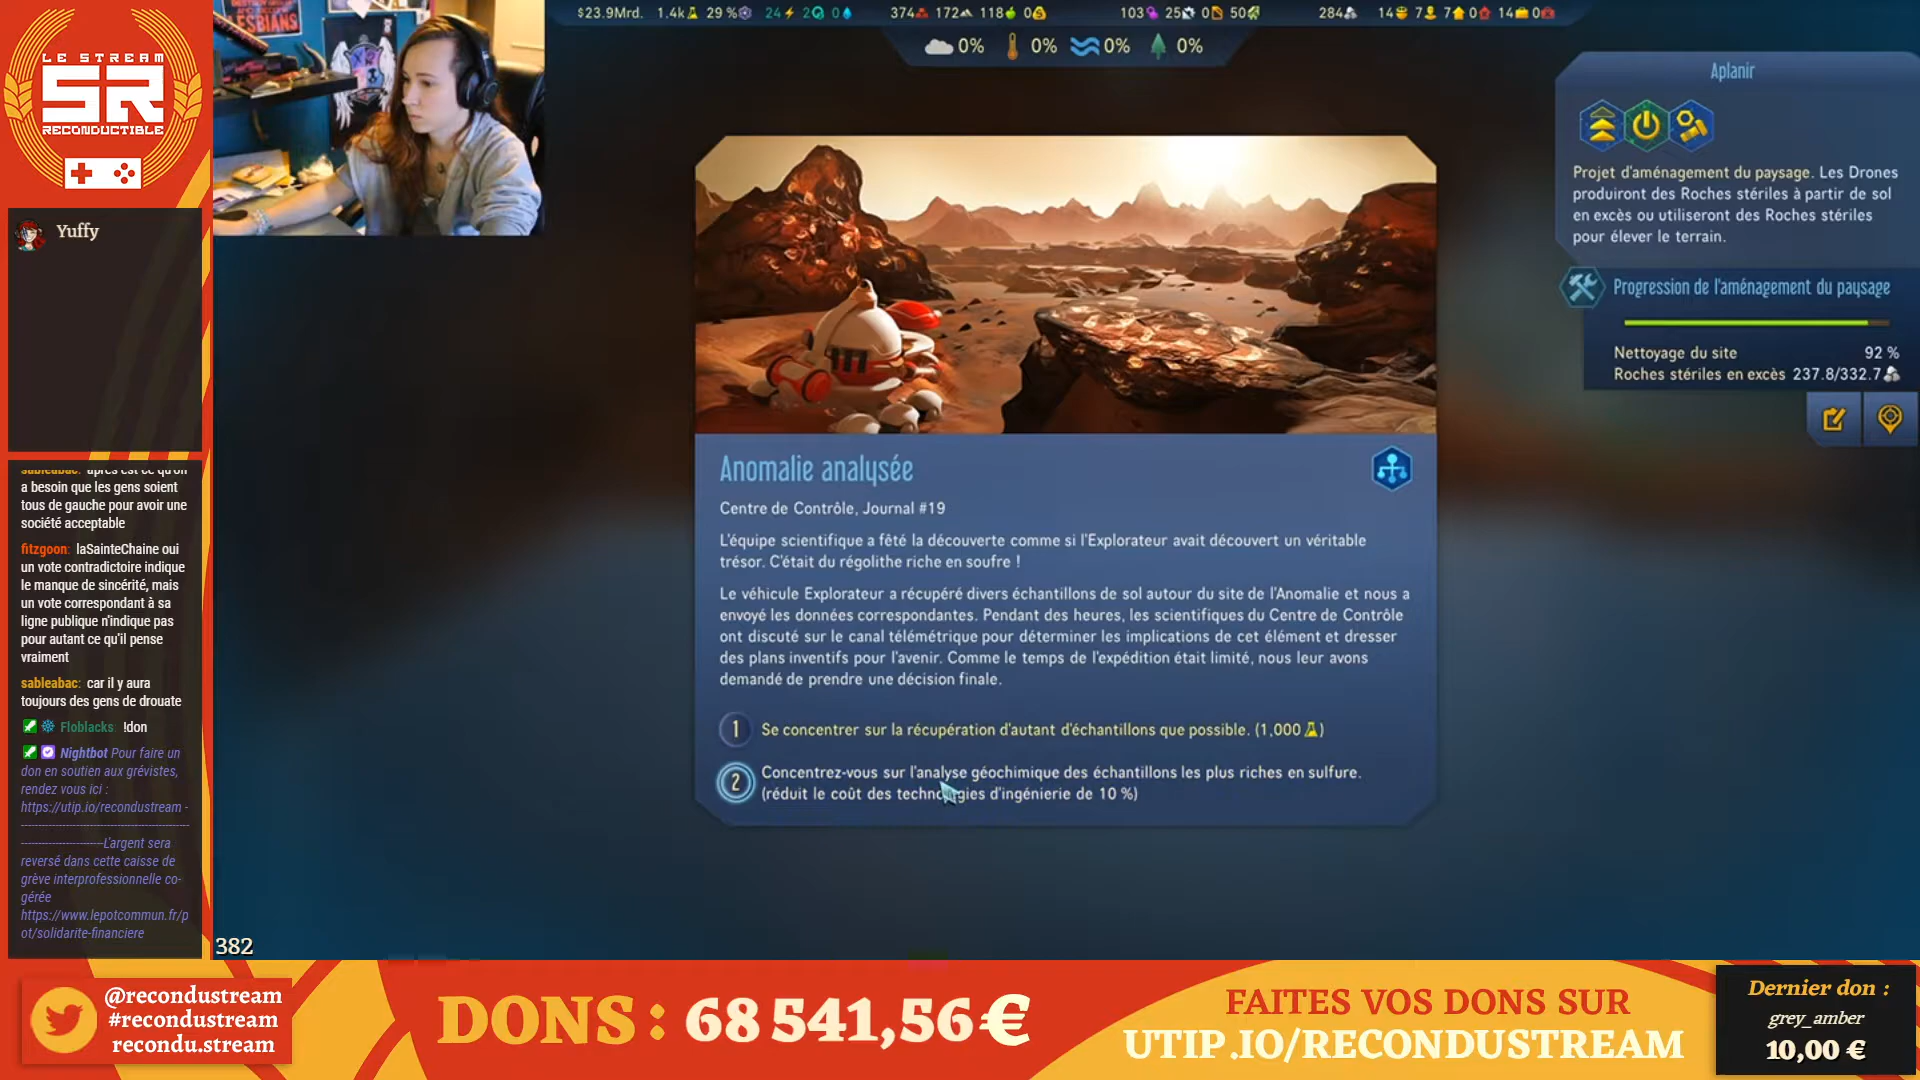 LE STREAM
SR
RECONDUCTIBLE
LESBIANS
Yuffy
sableabac: après est ce qu'on
a besoin que les gens soient
tous de gauche pour avoir une
société acceptable
fitzgoon: laSainteChaine oui
un vote contradictoire indique
le manque de sincérité, mais
un vote correspondant à sa
ligne publique n'indique pas
pour autant ce qu'il pense
vraiment
sableabac: car il y aura
toujours des gens de drouate
Floblacks: !don
Nightbot Pour faire un
don en soutien aux grévistes,
rendez vous ici :
https://utip.io/recondustream -
---------------------------------------------
----------------------L'argent sera
reversé dans cette caisse de
grève interprofessionnelle co-
gérée
https://www.lepotcommun.fr/p
ot/solidarite-financiere
382
$23.9Mrd. 1.4k 29 % 24 2 0 374 172 118 0 103 25 0 50 284 14 7 7 0 14 0
0% 0% 0% 0%
Aplanir
Projet d'aménagement du paysage. Les Drones
produiront des Roches stériles à partir de sol
en excès ou utiliseront des Roches stériles
pour élever le terrain.
Progression de l'aménagement du paysage
Nettoyage du site 92 %
Roches stériles en excès 237.8/332.7
Anomalie analysée
Centre de Contrôle, Journal #19
L'équipe scientifique a fêté la découverte comme si l'Explorateur avait découvert un véritable
trésor. C'était du régolithe riche en soufre !
Le véhicule Explorateur a récupéré divers échantillons de sol autour du site de l'Anomalie et nous a
envoyé les données correspondantes. Pendant des heures, les scientifiques du Centre de Contrôle
ont discuté sur le canal télémétrique pour déterminer les implications de cet élément et dresser
des plans inventifs pour l'avenir. Comme le temps de l'expédition était limité, nous leur avons
demandé de prendre une décision finale.
1 Se concentrer sur la récupération d'autant d'échantillons que possible. (1,000)
2 Concentrez-vous sur l'analyse géochimique des échantillons les plus riches en sulfure.
(réduit le coût des technologies d'ingénierie de 10 %)
@recondustream
#recondustream
recondu.stream
DONS : 68 541,56€
FAITES VOS DONS SUR
UTIP.IO/RECONDUSTREAM
Dernier don :
grey_amber
10,00 €